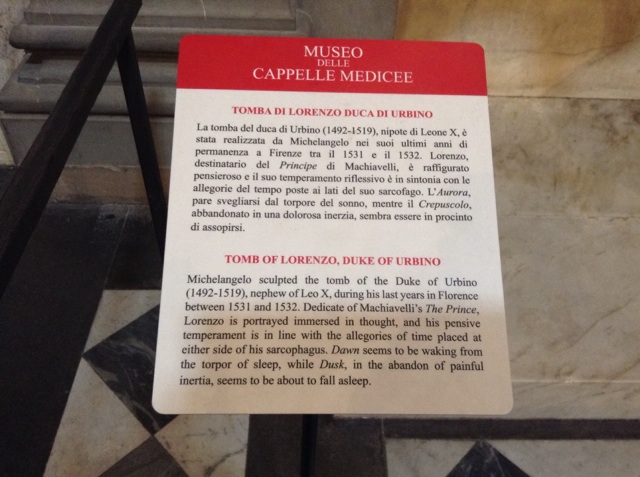 MUSEO
DELLE
CAPPELLE MEDICEE
TOMBA DI LORENZO DUCA DI URBINO
La tomba del duca di Urbino (1492-1519), nipote di Leone X, è
stata realizzata da Michelangelo nei suoi ultimi anni di
permanenza a Firenze tra il 1531 e il 1532. Lorenzo,
destinatario del Principe di Machiavelli, è raffigurato
pensieroso e il suo temperamento riflessivo è in sintonia con le
allegorie del tempo poste ai lati del suo sarcofago. L'Aurora,
pare svegliarsi dal torpore del sonno, mentre il Crepuscolo,
abbandonato in una dolorosa inerzia, sembra essere in procinto
di assopirsi.
TOMB OF LORENZO, DUKE OF URBINO
Michelangelo sculpted the tomb of the Duke of Urbino
(1492-1519), nephew of Leo X, during his last years in Florence
between 1531 and 1532. Dedicate of Machiavelli's The Prince,
Lorenzo is portrayed immersed in thought, and his pensive
temperament is in line with the allegories of time placed at
either side of his sarcophagus. Dawn seems to be waking from
the torpor of sleep, while Dusk, in the abandon of painful
inertia, seems to be about to fall asleep.